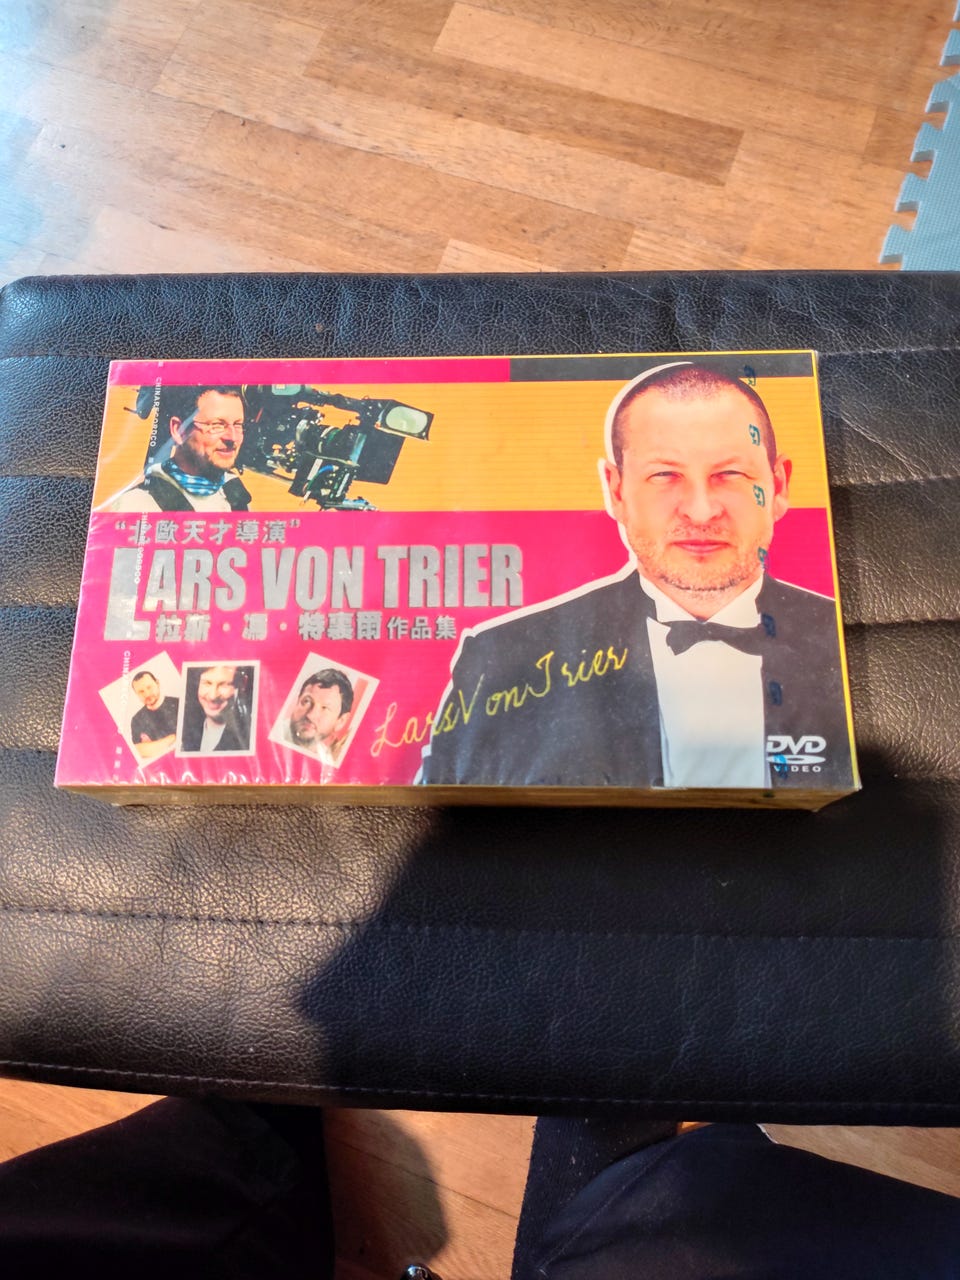 CHINARECORDCO
“北歐天才導演”
LARS VON TRIER
拉斯·馮·特裏爾作品集
LarsVonTrier
DVD
VIDEO